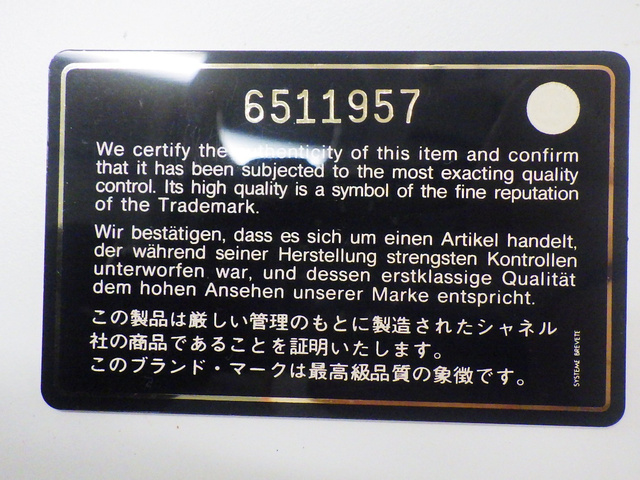 6511957
We certify the authenticity of this item and confirm
that it has been subjected to the most exacting quality
control. Its high quality is a symbol of the fine reputation
of the Trademark.
Wir bestätigen, dass es sich um einen Artikel handelt,
der während seiner Herstellung strengsten Kontrollen
unterworfen war, und dessen erstklassige Qualität
dem hohen Ansehen unserer Marke entspricht.
この製品は厳しい管理のもとに製造されたシャネル
社の商品であることを証明いたします。
このブランド・マークは最高級品質の象徴です。
SYSTEME BREVETE